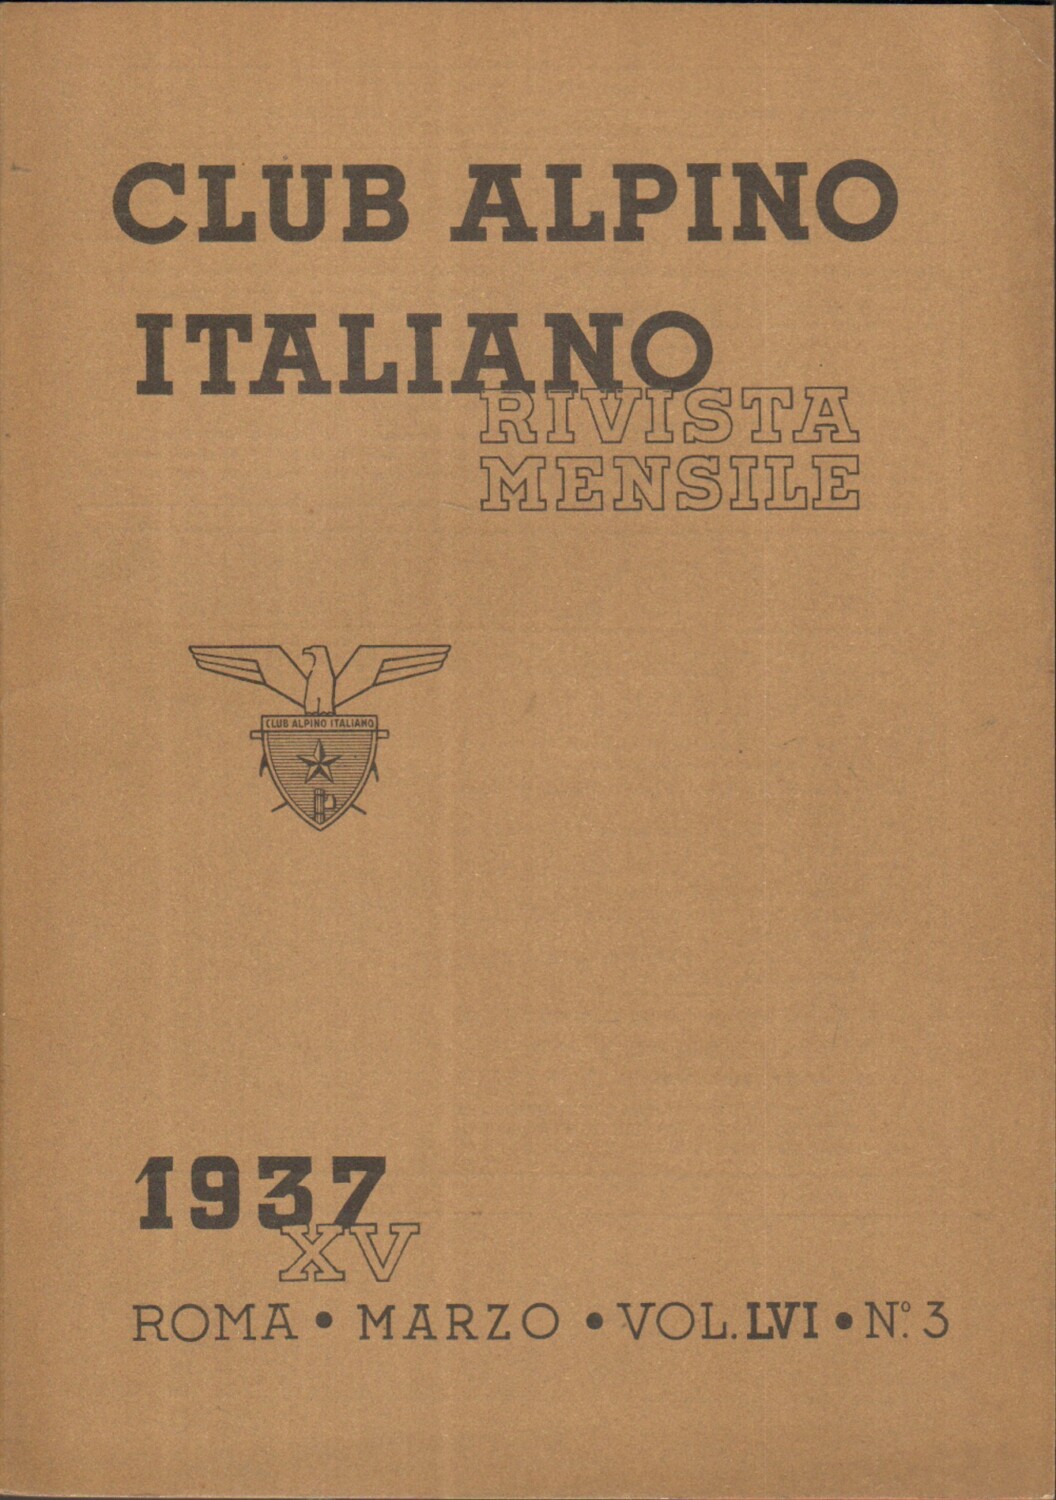 CLUB ALPINO
ITALIANO
RIVISTA
MENSILE
CLUB ALPINO ITALIANO
1937
XV
ROMA • MARZO • VOL. LVI • N.º 3